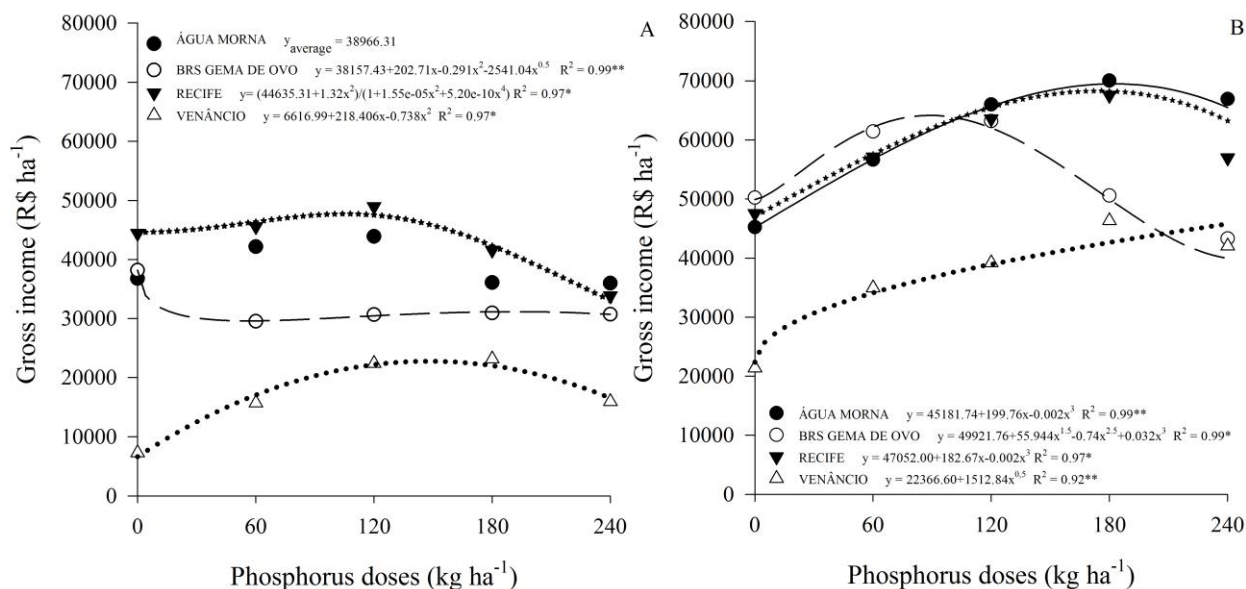 A
ÁGUA MORNA y average = 38966.31
BRS GEMA DE OVO y = 38157.43+202.71x-0.291x²-2541.04x⁰·⁵ R² = 0.99**
RECIFE y= (44635.31+1.32x²)/(1+1.55e-05x²+5.20e-10x⁴) R² = 0.97*
VENÂNCIO y = 6616.99+218.406x-0.738x² R² = 0.97*
Gross income (R$ ha⁻¹)
80000
70000
60000
50000
40000
30000
20000
10000
0
0 60 120 180 240
Phosphorus doses (kg ha⁻¹)
B
Gross income (R$ ha⁻¹)
80000
70000
60000
50000
40000
30000
20000
10000
0
ÁGUA MORNA y = 45181.74+199.76x-0.002x³ R² = 0.99**
BRS GEMA DE OVO y = 49921.76+55.944x¹·⁵-0.74x²·⁵+0.032x³ R² = 0.99*
RECIFE y = 47052.00+182.67x-0.002x³ R² = 0.97*
VENÂNCIO y = 22366.60+1512.84x⁰·⁵ R² = 0.92**
0 60 120 180 240
Phosphorus doses (kg ha⁻¹)